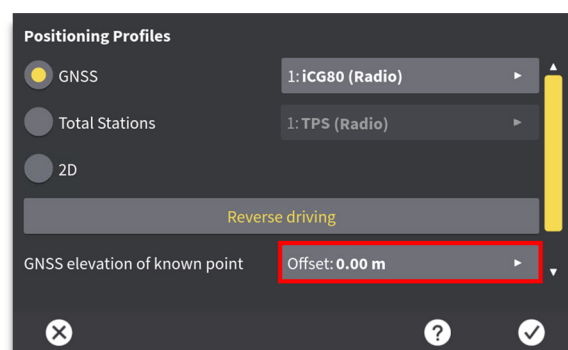 Positioning Profiles
GNSS
1: iCG80 (Radio)
Total Stations
1: TPS (Radio)
2D
Reverse driving
GNSS elevation of known point
Offset: 0.00 m
?